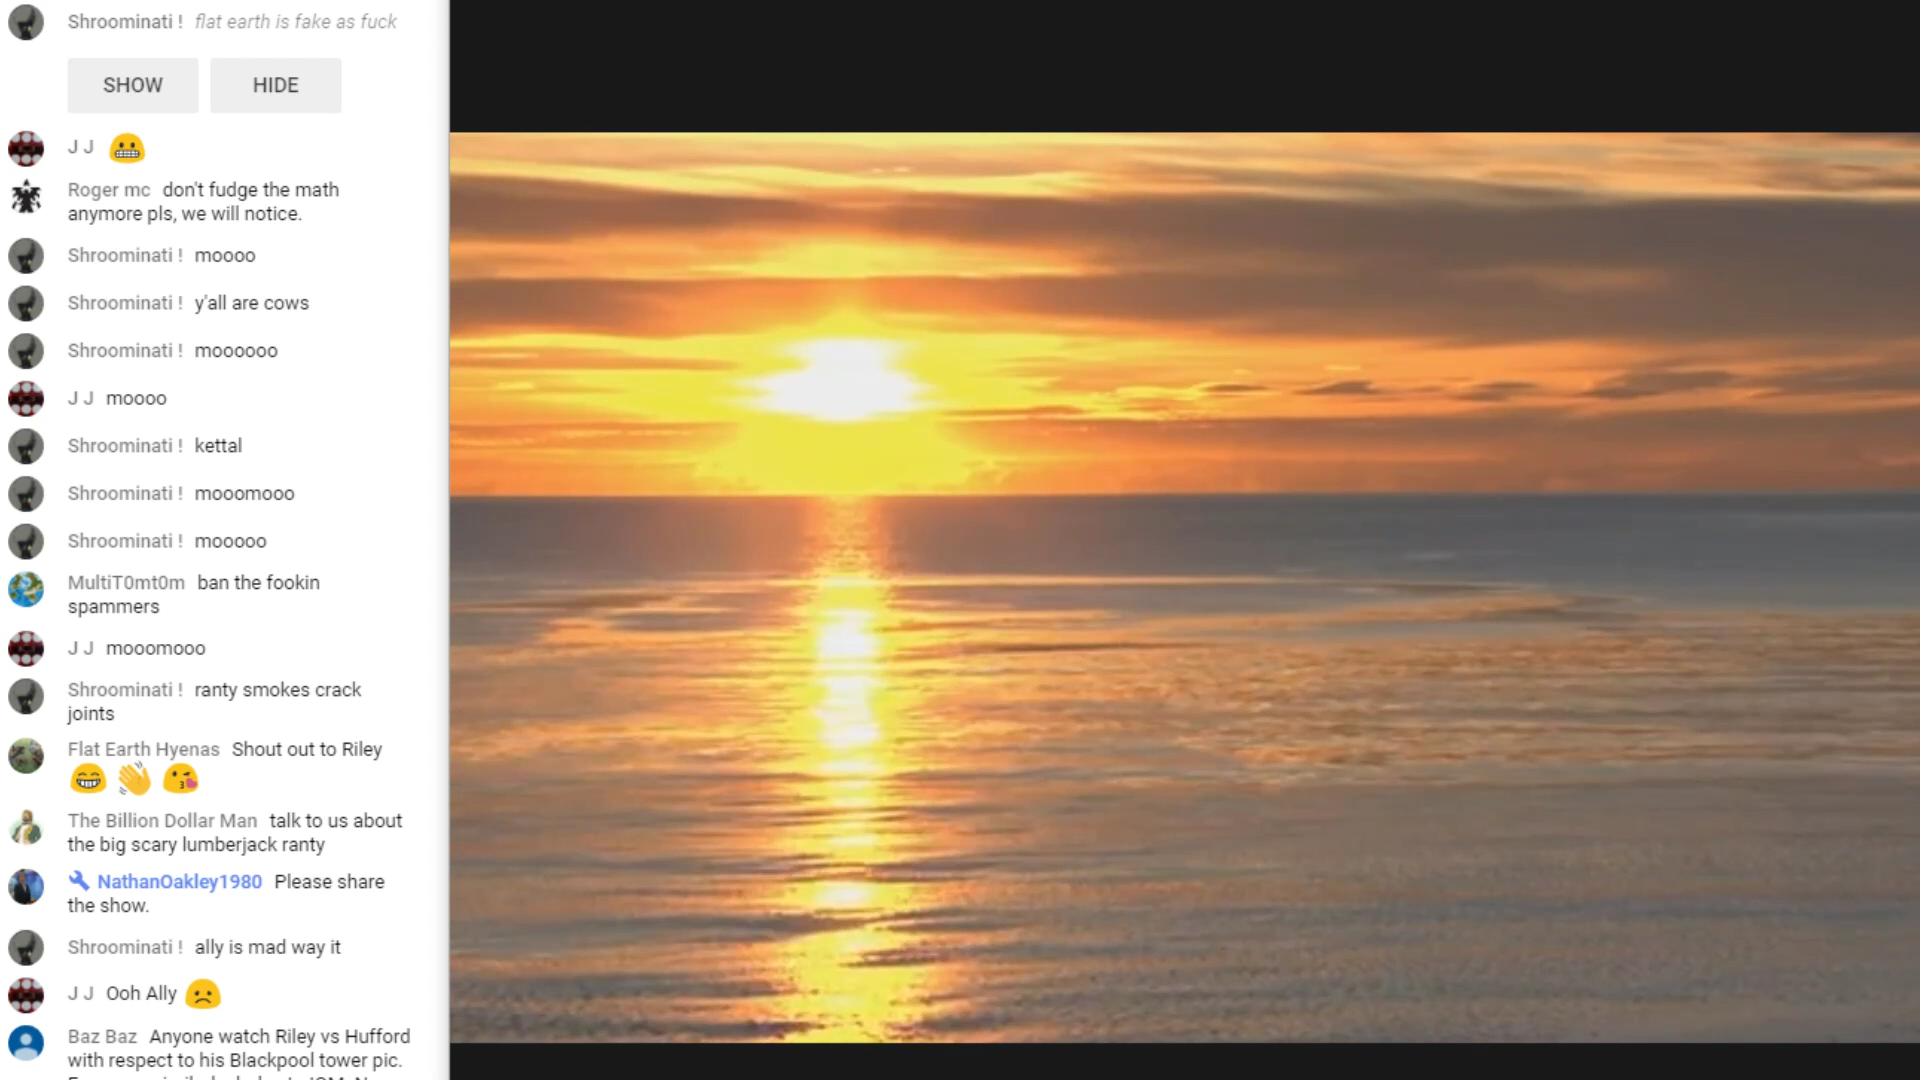 Shroominati ! flat earth is fake as fuck
SHOW HIDE
J J
Roger mc don't fudge the math
anymore pls, we will notice.
Shroominati ! moooo
Shroominati ! y'all are cows
Shroominati ! moooooo
J J moooo
Shroominati ! kettal
Shroominati ! mooomooo
Shroominati ! mooooo
MultiT0mt0m ban the fookin
spammers
J J mooomooo
Shroominati ! ranty smokes crack
joints
Flat Earth Hyenas Shout out to Riley
The Billion Dollar Man talk to us about
the big scary lumberjack ranty
NathanOakley1980 Please share
the show.
Shroominati ! ally is mad way it
J J Ooh Ally
Baz Baz Anyone watch Riley vs Hufford
with respect to his Blackpool tower pic.